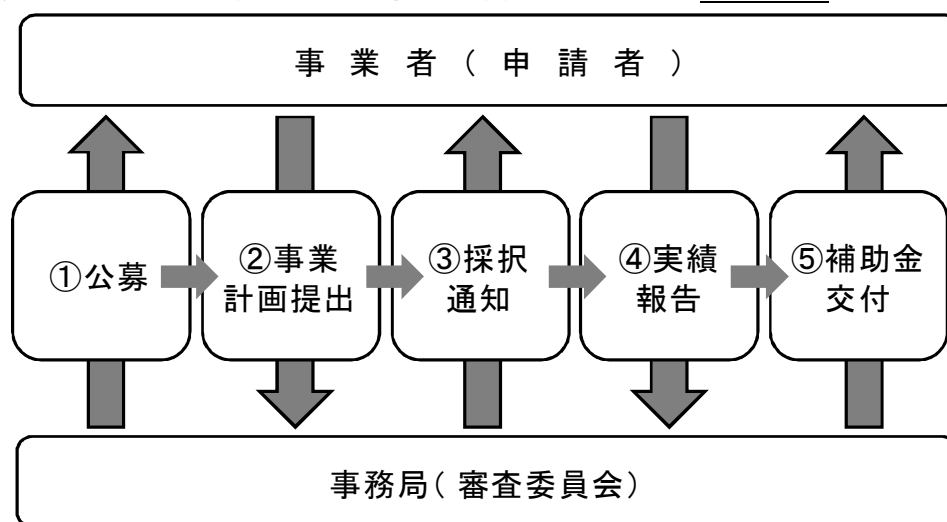 事業者（申請者）
①公募
②事業
計画提出
③採択
通知
④実績
報告
⑤補助金
交付
事務局（審査委員会）